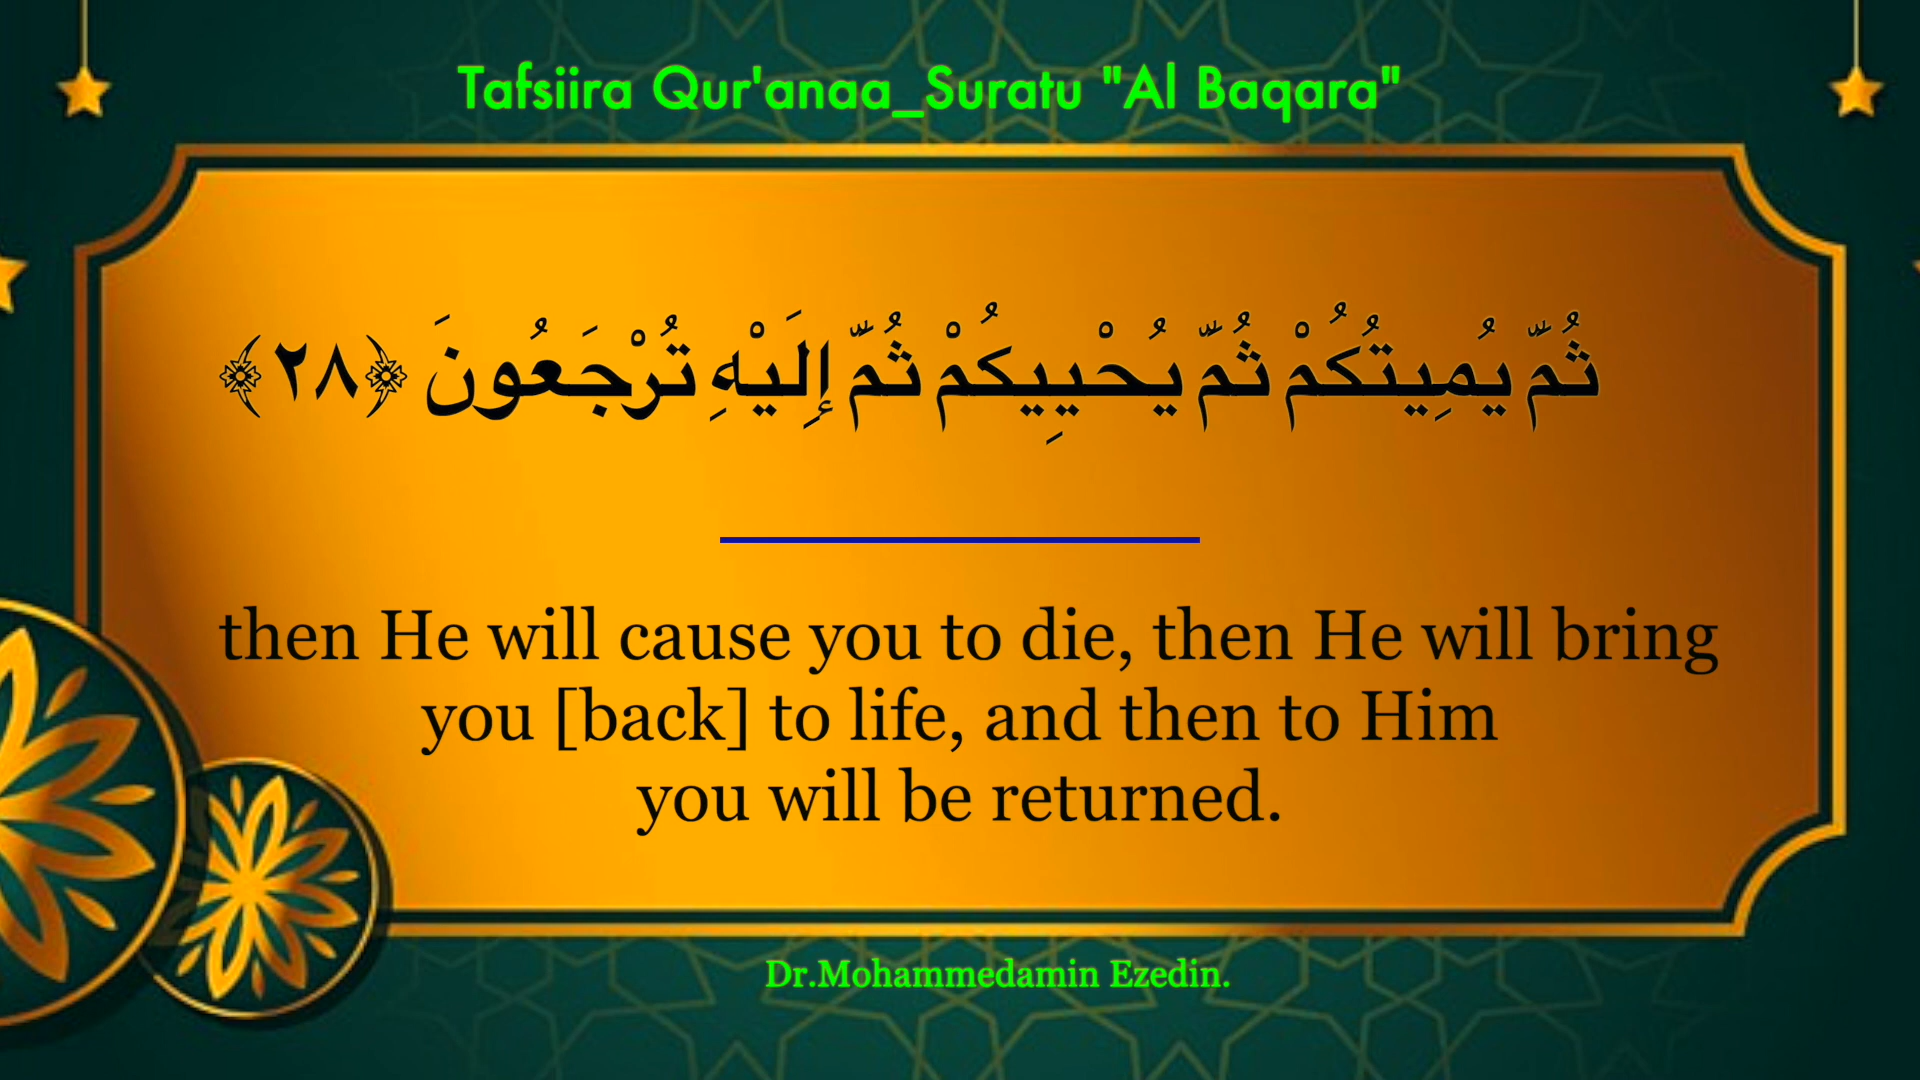 Tafsiira Qur'anaa_Suratu "Al Baqara"
ثُمَّ يُمِيتُكُمْ ثُمَّ يُحْيِيكُمْ ثُمَّ إِلَيْهِ تُرْجَعُونَ ﴿٢٨﴾
then He will cause you to die, then He will bring
you [back] to life, and then to Him
you will be returned.
Dr.Mohammedamin Ezedin.